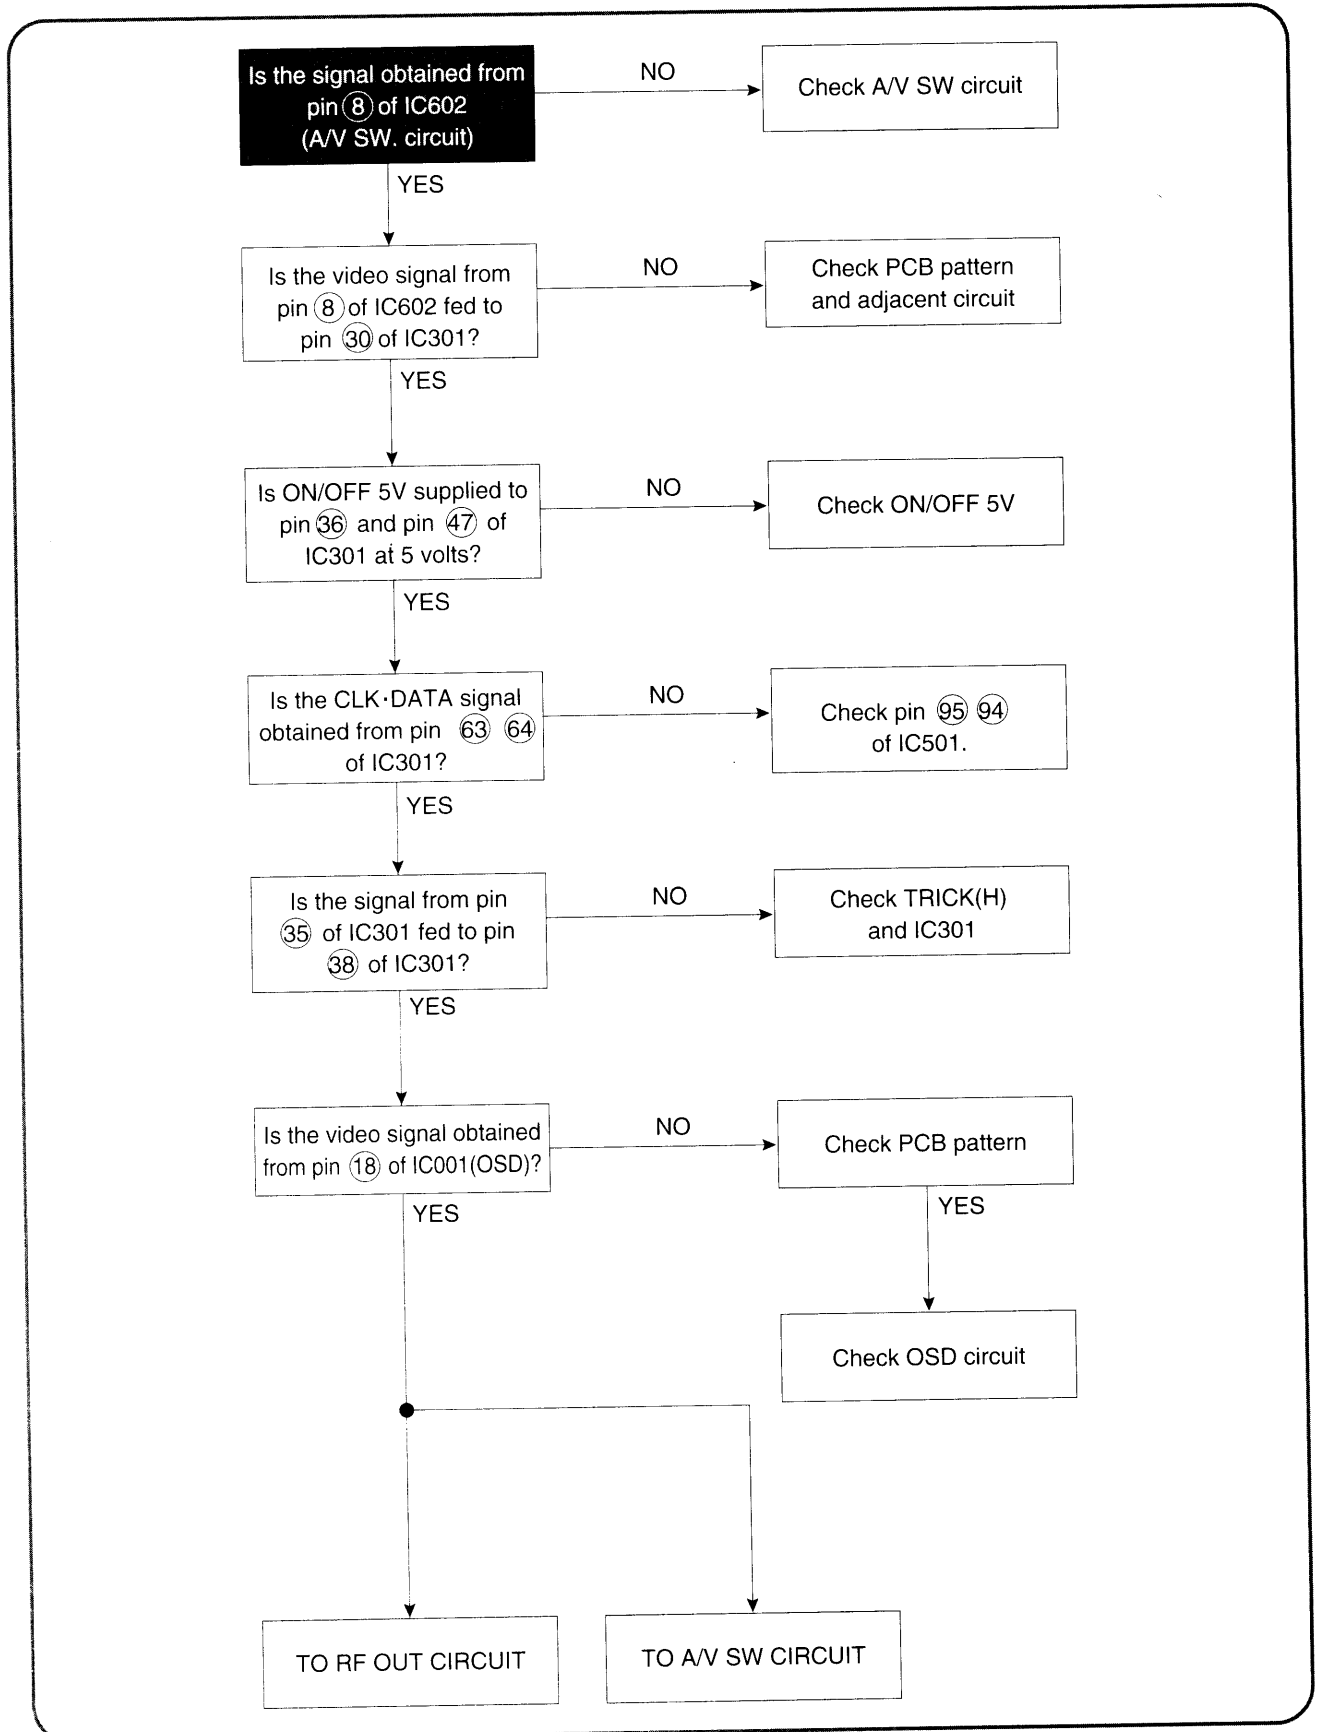 Is the signal obtained from
pin ⑧ of IC602
(A/V SW. circuit)
NO
Check A/V SW circuit
YES
Is the video signal from
pin ⑧ of IC602 fed to
pin ㉚ of IC301?
NO
Check PCB pattern
and adjacent circuit
YES
Is ON/OFF 5V supplied to
pin ㊱ and pin ㊼ of
IC301 at 5 volts?
NO
Check ON/OFF 5V
YES
Is the CLK·DATA signal
obtained from pin 63 64
of IC301?
NO
Check pin 95 94
of IC501.
YES
Is the signal from pin
㉟ of IC301 fed to pin
㊳ of IC301?
NO
Check TRICK(H)
and IC301
YES
Is the video signal obtained
from pin ⑱ of IC001(OSD)?
NO
Check PCB pattern
YES
YES
Check OSD circuit
TO RF OUT CIRCUIT
TO A/V SW CIRCUIT